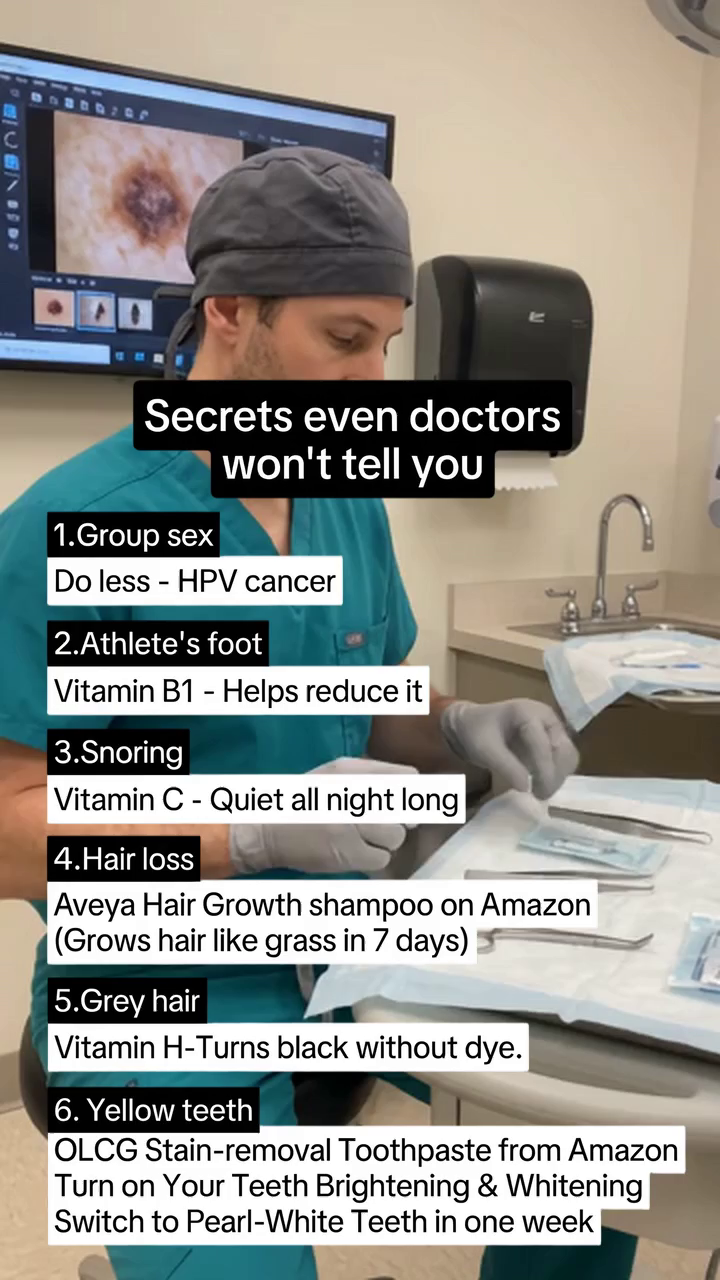 Secrets even doctors
won't tell you
1.Group sex
Do less - HPV cancer
2.Athlete's foot
Vitamin B1 - Helps reduce it
3.Snoring
Vitamin C - Quiet all night long
4.Hair loss
Aveya Hair Growth shampoo on Amazon
(Grows hair like grass in 7 days)
5.Grey hair
Vitamin H-Turns black without dye.
6. Yellow teeth
OLCG Stain-removal Toothpaste from Amazon
Turn on Your Teeth Brightening & Whitening
Switch to Pearl-White Teeth in one week